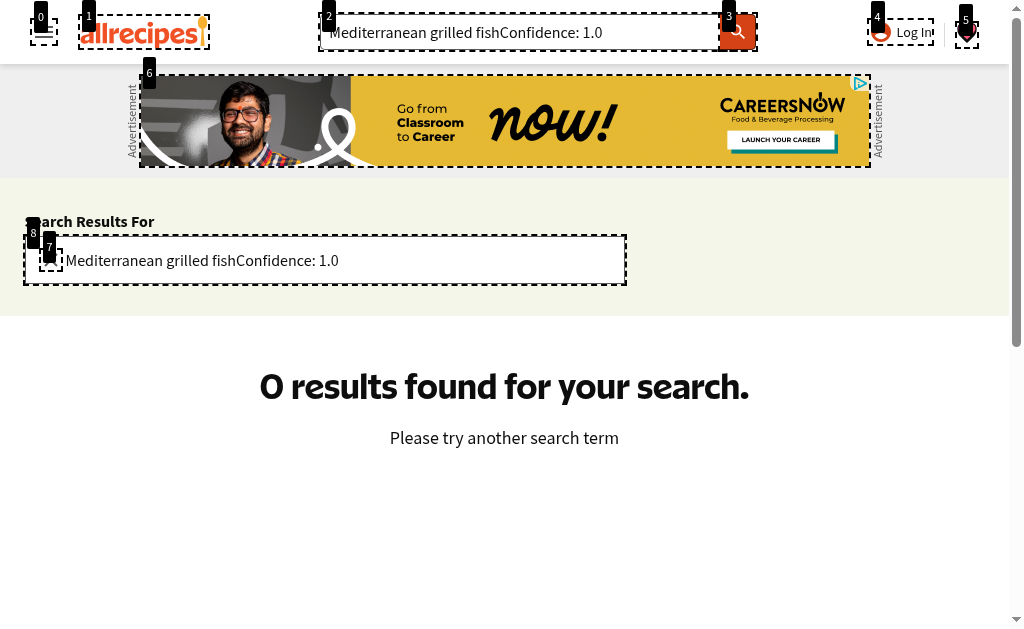 0
1
2
3
4
5
allrecipes
Mediterranean grilled fishConfidence: 1.0
Log In
6
Advertisement
Go from
Classroom
to Career
now!
CAREERSNOW
Food & Beverage Processing
LAUNCH YOUR CAREER
Advertisement
Search Results For
8
7
Mediterranean grilled fishConfidence: 1.0
0 results found for your search.
Please try another search term